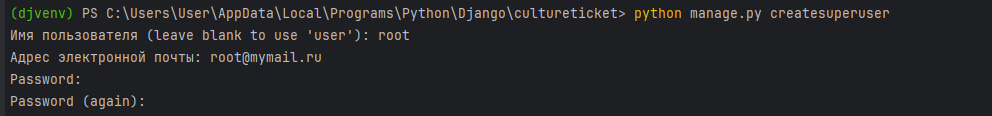 (djvenv) PS C:\Users\User\AppData\Local\Programs\Python\Django\cultureticket> python manage.py createsuperuser
Имя пользователя (leave blank to use 'user'): root
Адрес электронной почты: root@mymail.ru
Password:
Password (again):